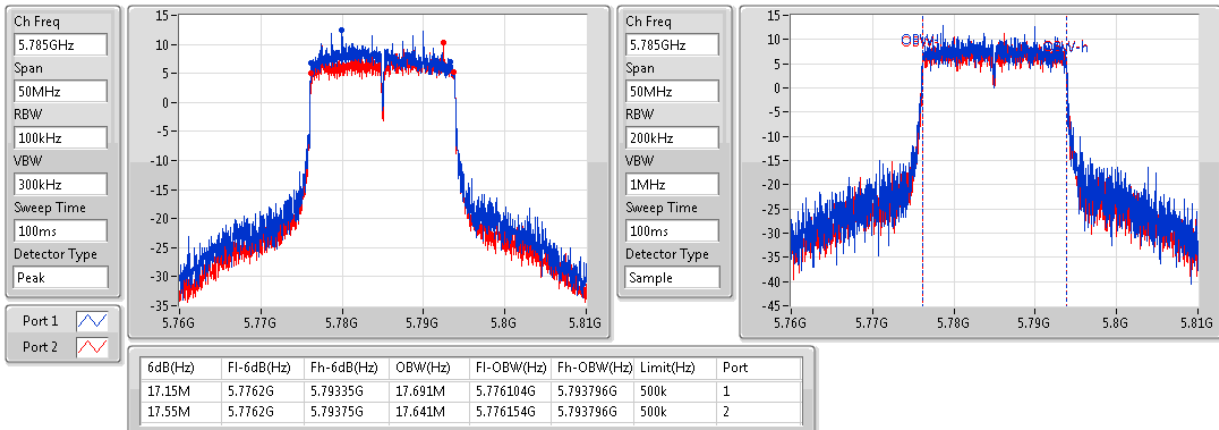 Ch Freq
5.785GHz
Span
50MHz
RBW
100kHz
VBW
300kHz
Sweep Time
100ms
Detector Type
Peak
Port 1
Port 2
15
10
5
0
-5
-10
-15
-20
-25
-30
-35
5.76G 5.77G 5.78G 5.79G 5.8G 5.81G
Ch Freq
5.785GHz
Span
50MHz
RBW
200kHz
VBW
1MHz
Sweep Time
100ms
Detector Type
Sample
15
10
5
0
-5
-10
-15
-20
-25
-30
-35
-40
-45
5.76G 5.77G 5.78G 5.79G 5.8G 5.81G
6dB(Hz) Fl-6dB(Hz) Fh-6dB(Hz) OBW(Hz) Fl-OBW(Hz) Fh-OBW(Hz) Limit(Hz) Port
17.15M 5.7762G 5.79335G 17.691M 5.776104G 5.793796G 500k 1
17.55M 5.7762G 5.79375G 17.641M 5.776154G 5.793796G 500k 2